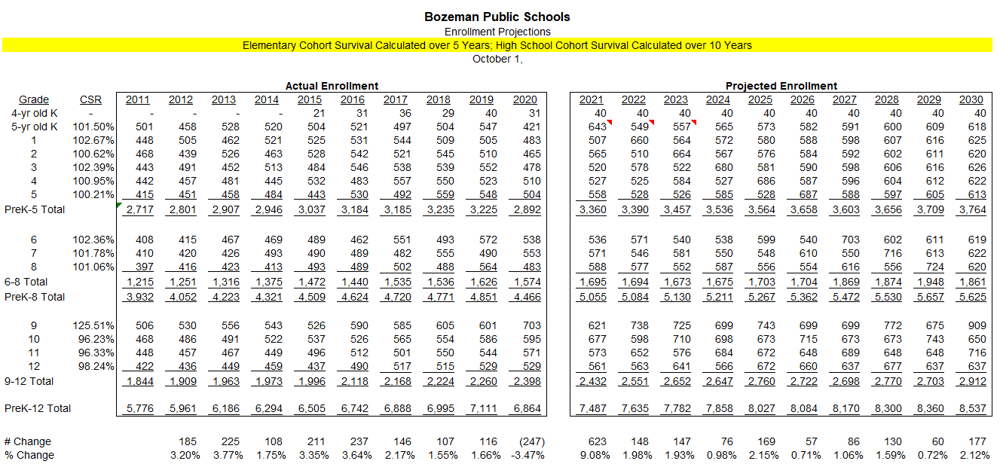 Bozeman Public Schools
Enrollment Projections
Elementary Cohort Survival Calculated over 5 Years; High School Cohort Survival Calculated over 10 Years
October 1,
Actual Enrollment Projected Enrollment
Grade CSR 2011 2012 2013 2014 2015 2016 2017 2018 2019 2020 2021 2022 2023 2024 2025 2026 2027 2028 2029 2030
4-yr old K - - - - - 21 31 36 29 40 31 40 40 40 40 40 40 40 40 40 40
5-yr old K 101.50% 501 458 528 520 504 521 497 504 547 421 643 549 557 565 573 582 591 600 609 618
1 102.67% 448 505 462 521 525 531 544 509 505 483 507 660 564 572 580 588 598 607 616 625
2 100.62% 468 439 526 463 528 542 521 545 510 465 565 510 664 567 576 584 592 602 611 620
3 102.39% 443 491 452 513 484 546 538 539 552 478 520 578 522 680 581 590 598 606 616 626
4 100.95% 442 457 481 445 532 483 557 550 523 510 527 525 584 527 686 587 596 604 612 622
5 100.21% 415 451 458 484 443 530 492 559 548 504 558 528 526 585 528 687 588 597 605 613
PreK-5 Total 2,717 2,801 2,907 2,946 3,037 3,184 3,185 3,235 3,225 2,892 3,360 3,390 3,457 3,536 3,564 3,658 3,603 3,656 3,709 3,764
6 102.36% 408 415 467 469 489 462 551 493 572 538 536 571 540 538 599 540 703 602 611 619
7 101.78% 410 420 426 493 490 489 482 555 490 553 571 546 581 550 548 610 550 716 613 622
8 101.06% 397 416 423 413 493 489 502 488 564 483 588 577 552 587 556 554 616 556 724 620
6-8 Total 1,215 1,251 1,316 1,375 1,472 1,440 1,535 1,536 1,626 1,574 1,695 1,694 1,673 1,675 1,703 1,704 1,869 1,874 1,948 1,861
PreK-8 Total 3,932 4,052 4,223 4,321 4,509 4,624 4,720 4,771 4,851 4,466 5,055 5,084 5,130 5,211 5,267 5,362 5,472 5,530 5,657 5,625
9 125.51% 506 530 556 543 526 590 585 605 601 703 621 738 725 699 743 699 699 772 675 909
10 96.23% 468 486 491 522 537 526 565 554 586 595 677 598 710 698 673 715 673 673 743 650
11 96.33% 448 457 467 449 496 512 501 550 544 571 573 652 576 684 672 648 689 648 648 716
12 98.24% 422 436 449 459 437 490 517 515 529 529 561 563 641 566 672 660 637 677 637 637
9-12 Total 1,844 1,909 1,963 1,973 1,996 2,118 2,168 2,224 2,260 2,398 2,432 2,551 2,652 2,647 2,760 2,722 2,698 2,770 2,703 2,912
PreK-12 Total 5,776 5,961 6,186 6,294 6,505 6,742 6,888 6,995 7,111 6,864 7,487 7,635 7,782 7,858 8,027 8,084 8,170 8,300 8,360 8,537
# Change 185 225 108 211 237 146 107 116 (247) 623 148 147 76 169 57 86 130 60 177
% Change 3.20% 3.77% 1.75% 3.35% 3.64% 2.17% 1.55% 1.66% -3.47% 9.08% 1.98% 1.93% 0.98% 2.15% 0.71% 1.06% 1.59% 0.72% 2.12%